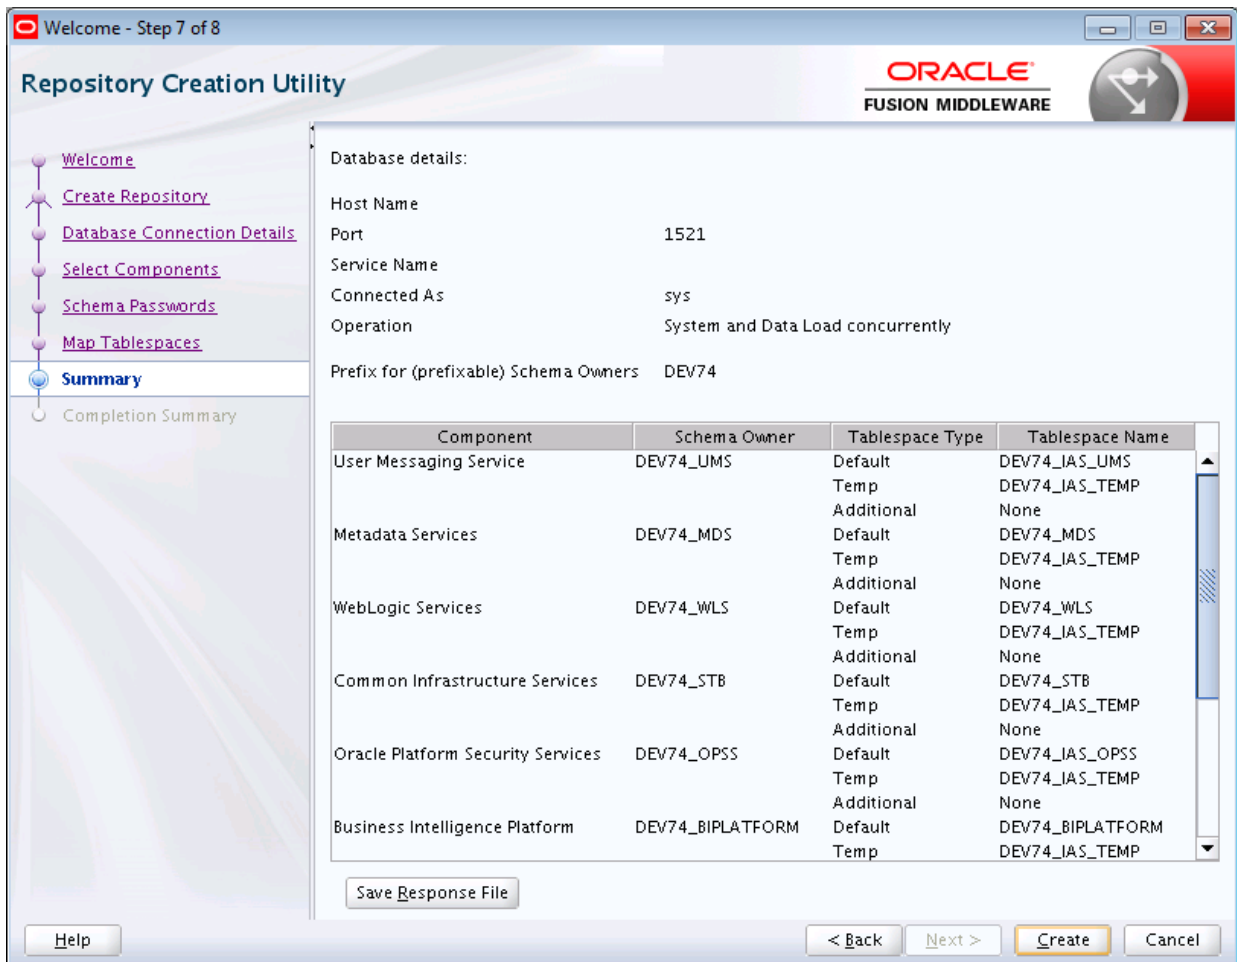 Welcome - Step 7 of 8
Repository Creation Utility
ORACLE
FUSION MIDDLEWARE
Welcome
Create Repository
Database Connection Details
Select Components
Schema Passwords
Map Tablespaces
Summary
Completion Summary
Database details:
Host Name
Port 1521
Service Name
Connected As sys
Operation System and Data Load concurrently
Prefix for (prefixable) Schema Owners DEV74
Component Schema Owner Tablespace Type Tablespace Name
User Messaging Service DEV74_UMS Default DEV74_IAS_UMS
Temp DEV74_IAS_TEMP
Additional None
Metadata Services DEV74_MDS Default DEV74_MDS
Temp DEV74_IAS_TEMP
Additional None
WebLogic Services DEV74_WLS Default DEV74_WLS
Temp DEV74_IAS_TEMP
Additional None
Common Infrastructure Services DEV74_STB Default DEV74_STB
Temp DEV74_IAS_TEMP
Additional None
Oracle Platform Security Services DEV74_OPSS Default DEV74_IAS_OPSS
Temp DEV74_IAS_TEMP
Additional None
Business Intelligence Platform DEV74_BIPLATFORM Default DEV74_BIPLATFORM
Temp DEV74_IAS_TEMP
Save Response File
Help < Back Next > Create Cancel